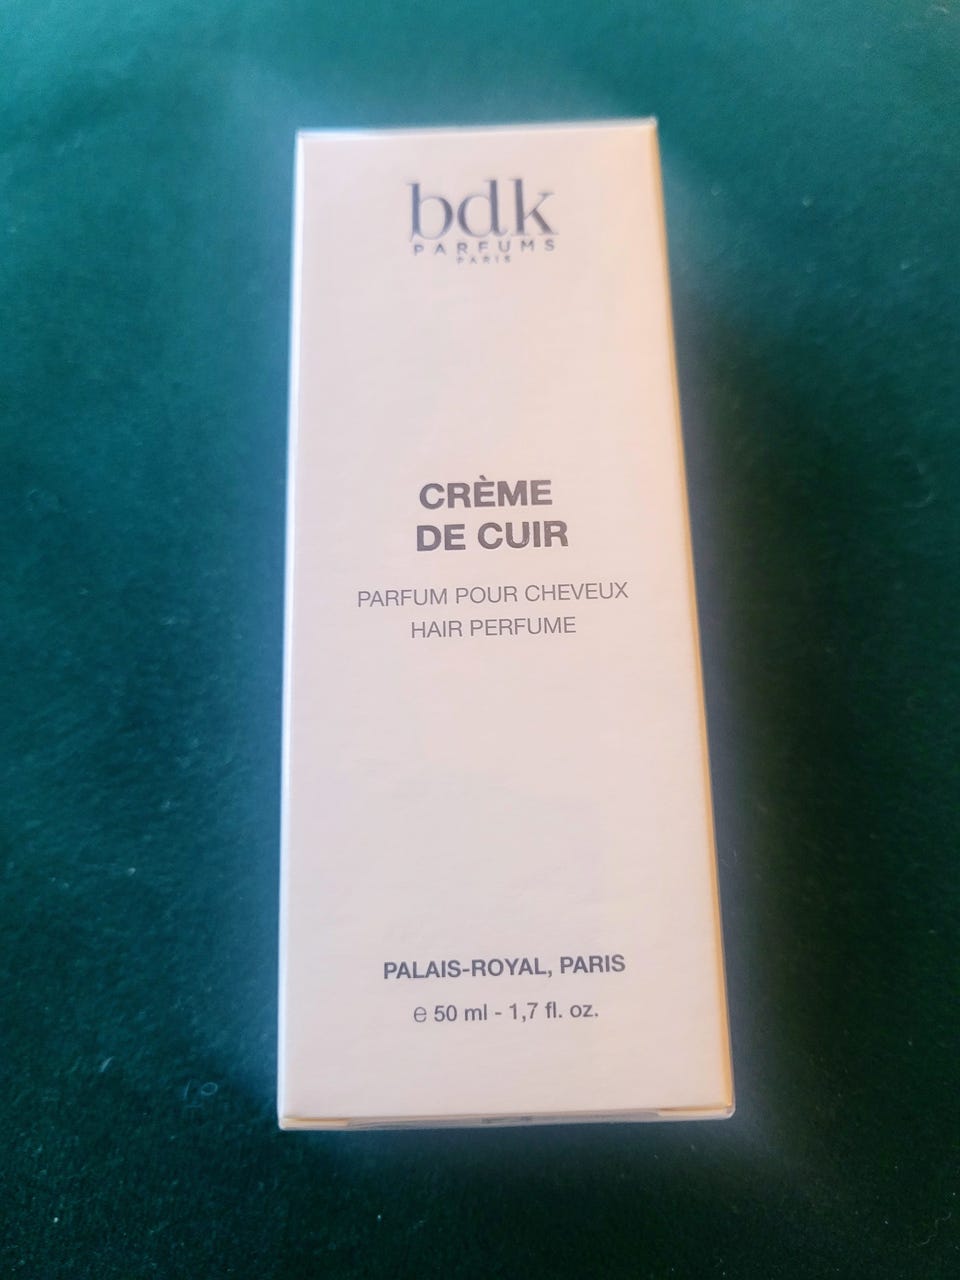 bdk
PARFUMS
PARIS
CRÈME
DE CUIR
PARFUM POUR CHEVEUX
HAIR PERFUME
PALAIS-ROYAL, PARIS
℮ 50 ml - 1,7 fl. oz.